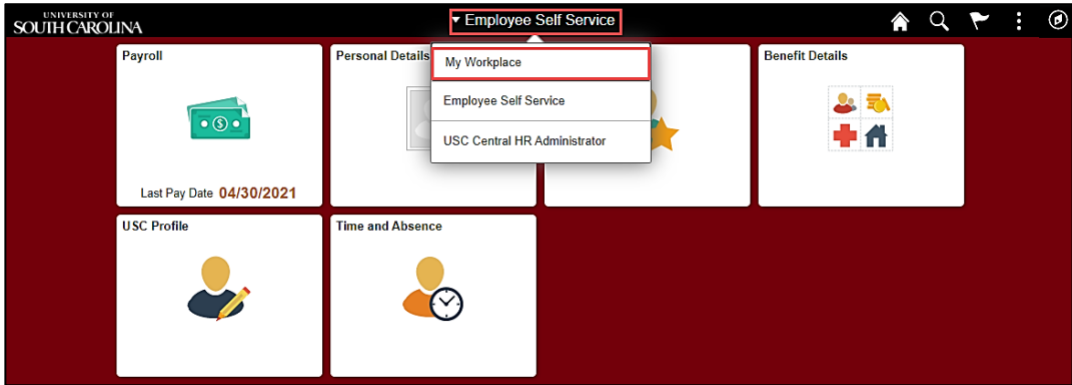 UNIVERSITY OF
SOUTH CAROLINA
Employee Self Service
Payroll
Personal Details
My Workplace
Employee Self Service
USC Central HR Administrator
Benefit Details
Last Pay Date 04/30/2021
USC Profile
Time and Absence